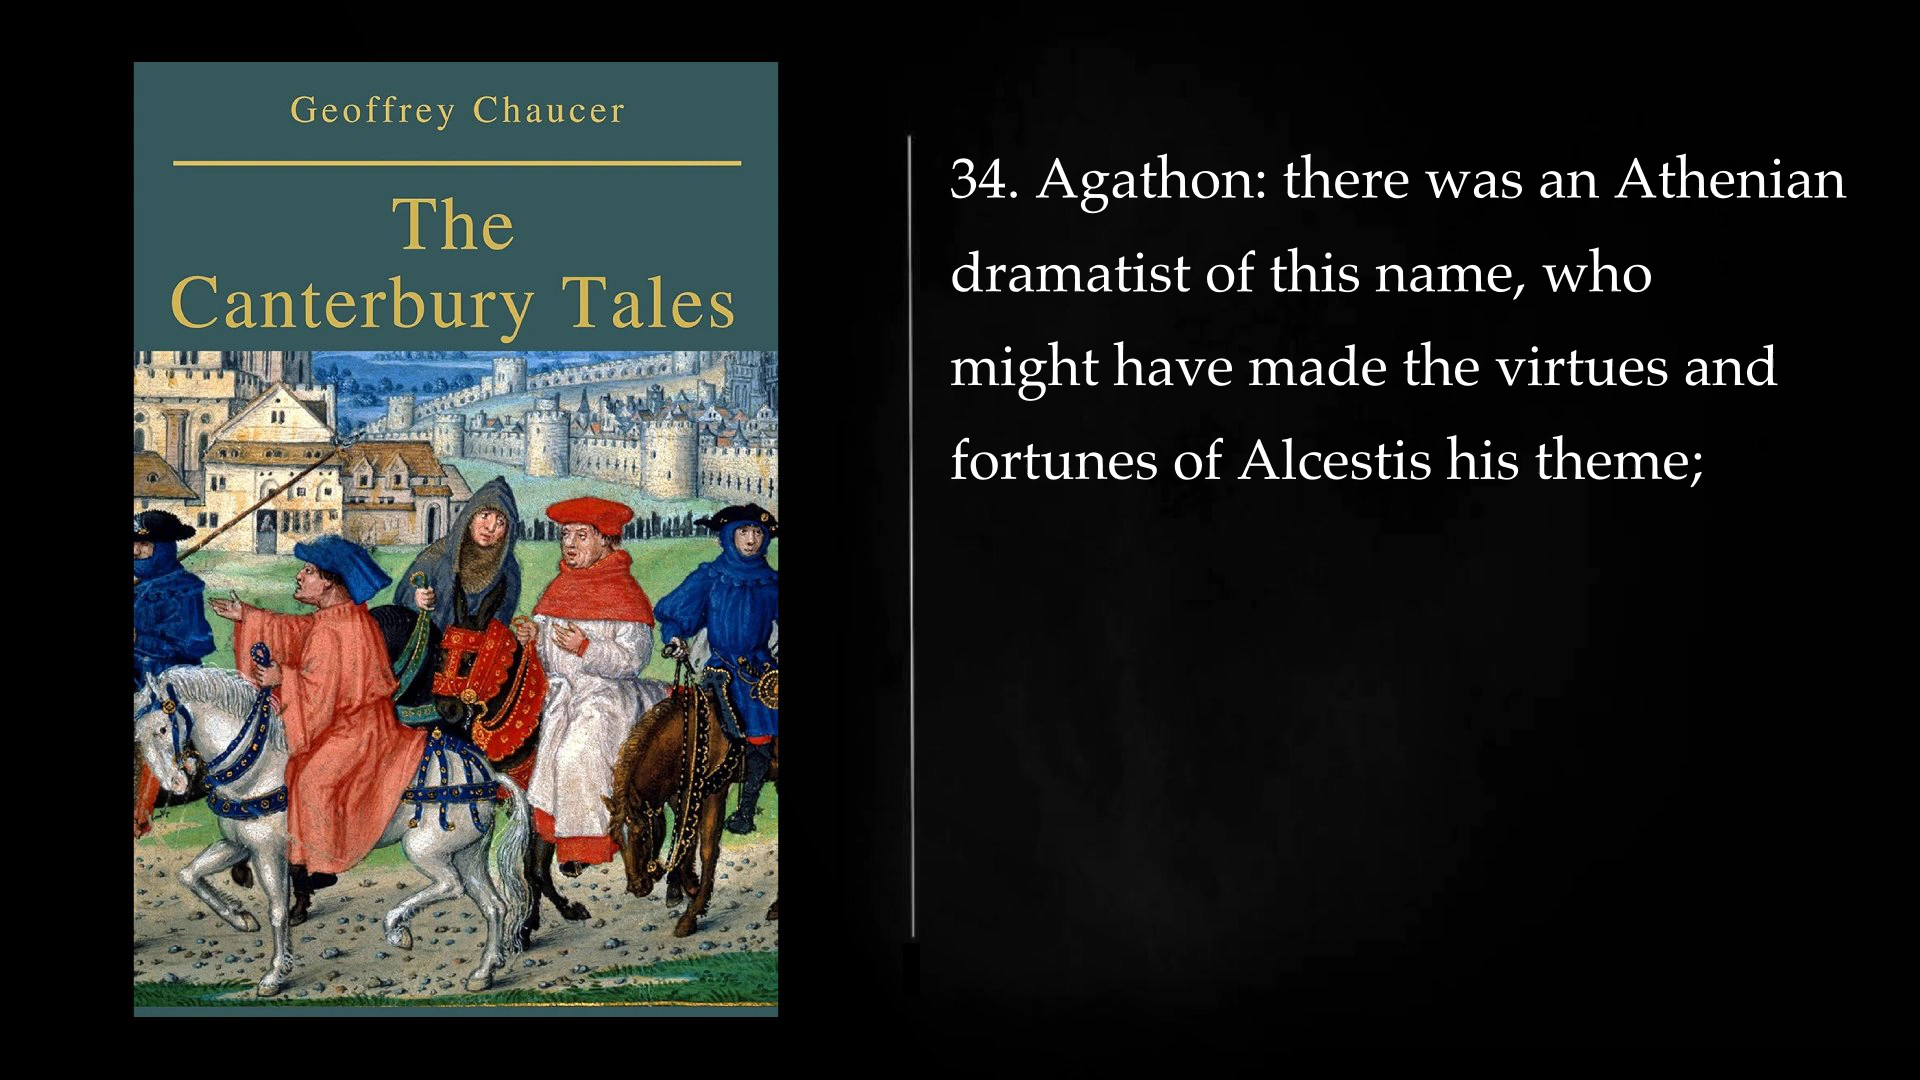 Geoffrey Chaucer
The
Canterbury Tales
34. Agathon: there was an Athenian
dramatist of this name, who
might have made the virtues and
fortunes of Alcestis his theme;